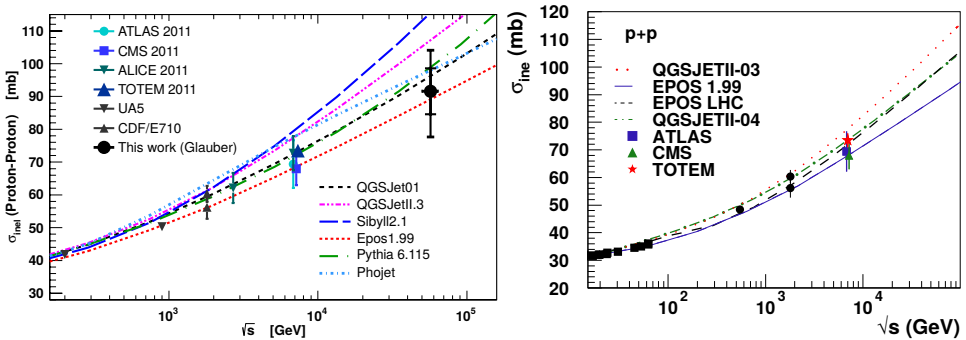 σinel (Proton-Proton) [mb]
110
100
90
80
70
60
50
40
30
ATLAS 2011
CMS 2011
ALICE 2011
TOTEM 2011
UA5
CDF/E710
This work (Glauber)
QGSJet01
QGSJetII.3
Sibyll2.1
Epos1.99
Pythia 6.115
Phojet
10³ 10⁴ 10⁵
√s [GeV]
σine (mb)
120
110
100
90
80
70
60
50
40
30
20
p+p
QGSJETII-03
EPOS 1.99
EPOS LHC
QGSJETII-04
ATLAS
CMS
TOTEM
10² 10³ 10⁴
√s (GeV)